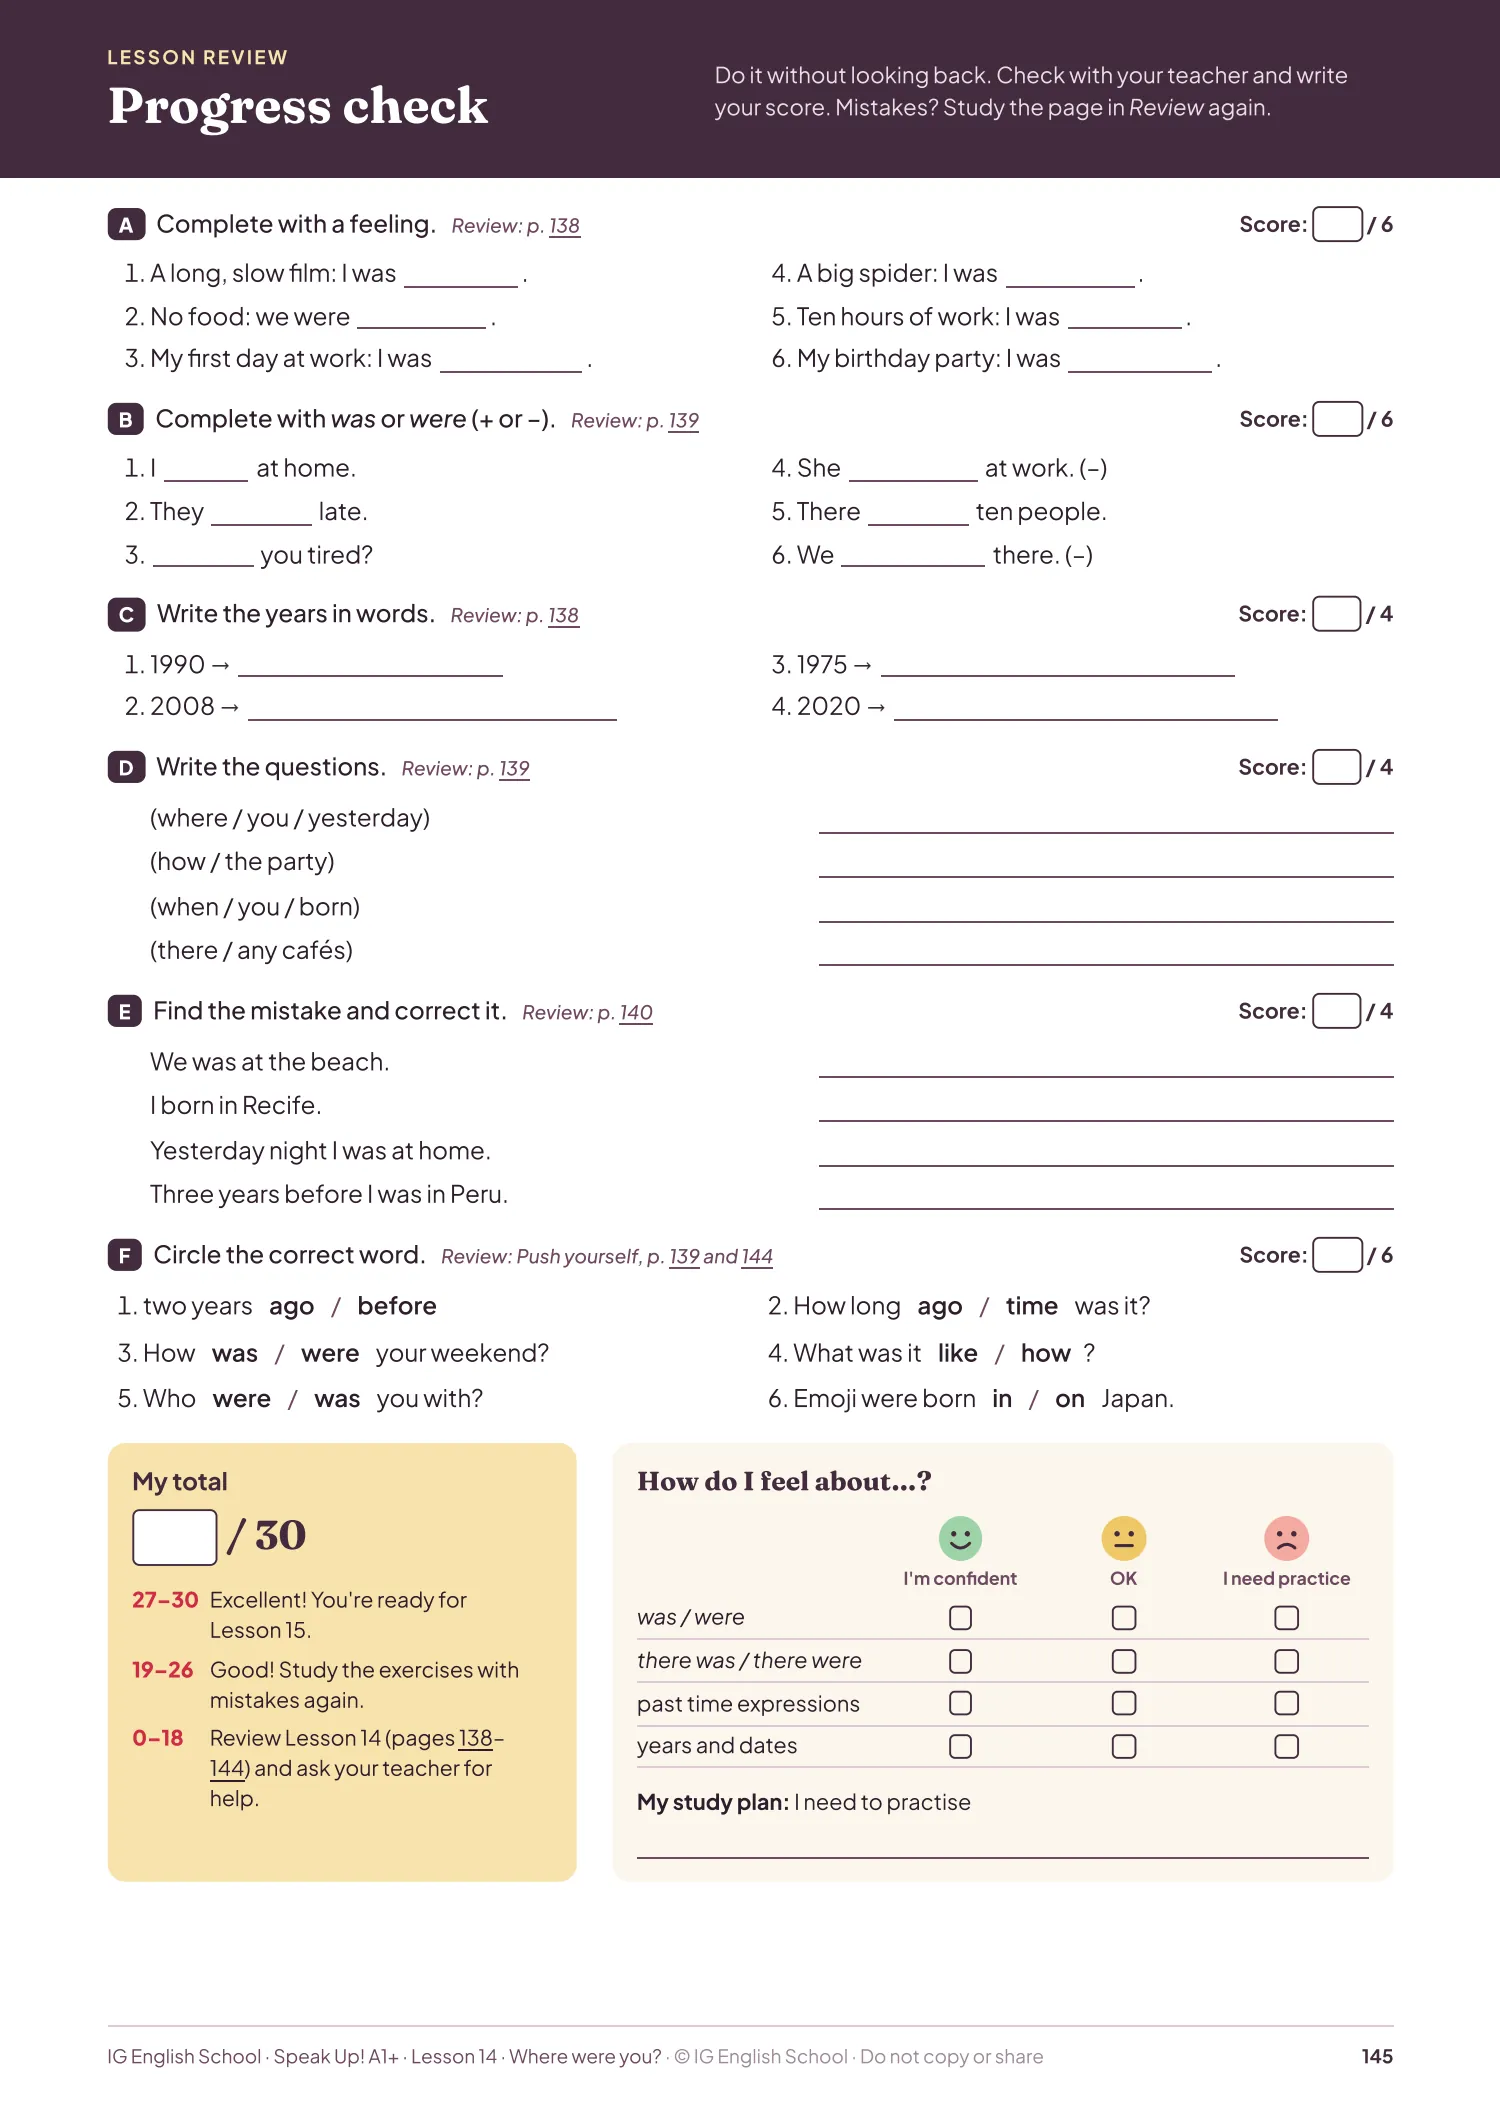 LESSON REVIEW
Progress check
Do it without looking back. Check with your teacher and write
your score. Mistakes? Study the page in Review again.
A Complete with a feeling. Review: p. 138 Score: / 6
1. A long, slow film: I was ________ .
2. No food: we were ________ .
3. My first day at work: I was ________ .
4. A big spider: I was ________ .
5. Ten hours of work: I was ________ .
6. My birthday party: I was ________ .
B Complete with was or were (+ or –). Review: p. 139 Score: / 6
1. I ________ at home.
2. They ________ late.
3. ________ you tired?
4. She ________ at work. (–)
5. There ________ ten people.
6. We ________ there. (–)
C Write the years in words. Review: p. 138 Score: / 4
1. 1990 → ________
2. 2008 → ________
3. 1975 → ________
4. 2020 → ________
D Write the questions. Review: p. 139 Score: / 4
(where / you / yesterday)
(how / the party)
(when / you / born)
(there / any cafés)
E Find the mistake and correct it. Review: p. 140 Score: / 4
We was at the beach.
I born in Recife.
Yesterday night I was at home.
Three years before I was in Peru.
F Circle the correct word. Review: Push yourself, p. 139 and 144 Score: / 6
1. two years ago / before
2. How long ago / time was it?
3. How was / were your weekend?
4. What was it like / how ?
5. Who were / was you with?
6. Emoji were born in / on Japan.
My total
/ 30
27–30 Excellent! You're ready for
Lesson 15.
19–26 Good! Study the exercises with
mistakes again.
0–18 Review Lesson 14 (pages 138–
144) and ask your teacher for
help.
How do I feel about...?
I'm confident OK I need practice
was / were
there was / there were
past time expressions
years and dates
My study plan: I need to practise
IG English School · Speak Up! A1+ · Lesson 14 · Where were you? · © IG English School · Do not copy or share 145